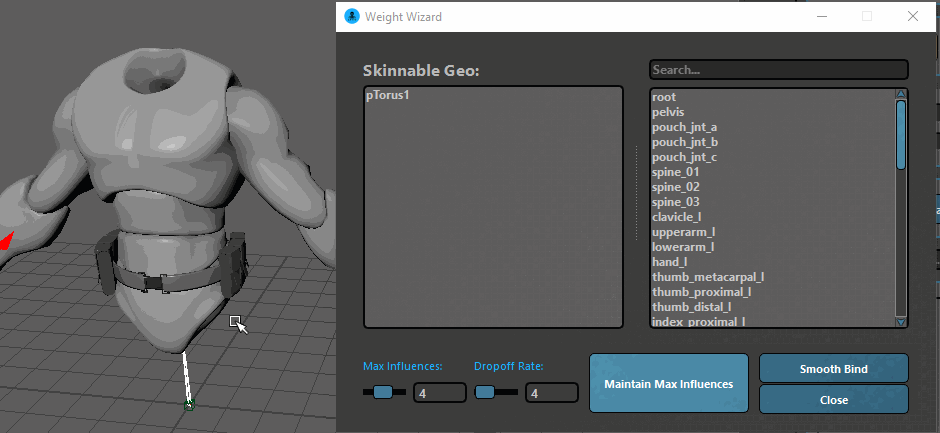 Weight Wizard
Skinnable Geo:
Search...
pTorus1
root
pelvis
pouch_jnt_a
pouch_jnt_b
pouch_jnt_c
spine_01
spine_02
spine_03
clavicle_l
upperarm_l
lowerarm_l
hand_l
thumb_metacarpal_l
thumb_proximal_l
thumb_distal_l
index_proximal_l
Max Influences:
Dropoff Rate:
4
4
Maintain Max Influences
Smooth Bind
Close